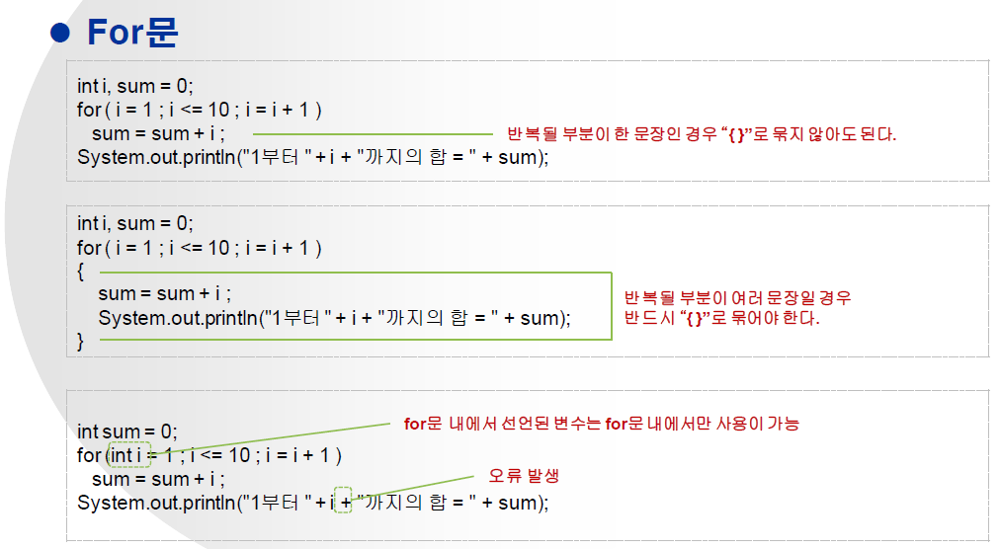 For문
int i, sum = 0;
for ( i = 1 ; i <= 10 ; i = i + 1 )
sum = sum + i ;
반복될 부분이 한 문장인 경우 “{ }”로 묶지 않아도 된다.
System.out.println("1부터 " + i + "까지의 합 = " + sum);
int i, sum = 0;
for ( i = 1 ; i <= 10 ; i = i + 1 )
{
sum = sum + i ;
System.out.println("1부터 " + i + "까지의 합 = " + sum);
}
반복될 부분이 여러 문장일 경우
반드시 “{ }”로 묶어야 한다.
for문 내에서 선언된 변수는 for문 내에서만 사용이 가능
int sum = 0;
for (int i = 1 ; i <= 10 ; i = i + 1 )
sum = sum + i ;
오류 발생
System.out.println("1부터 " + i + "까지의 합 = " + sum);